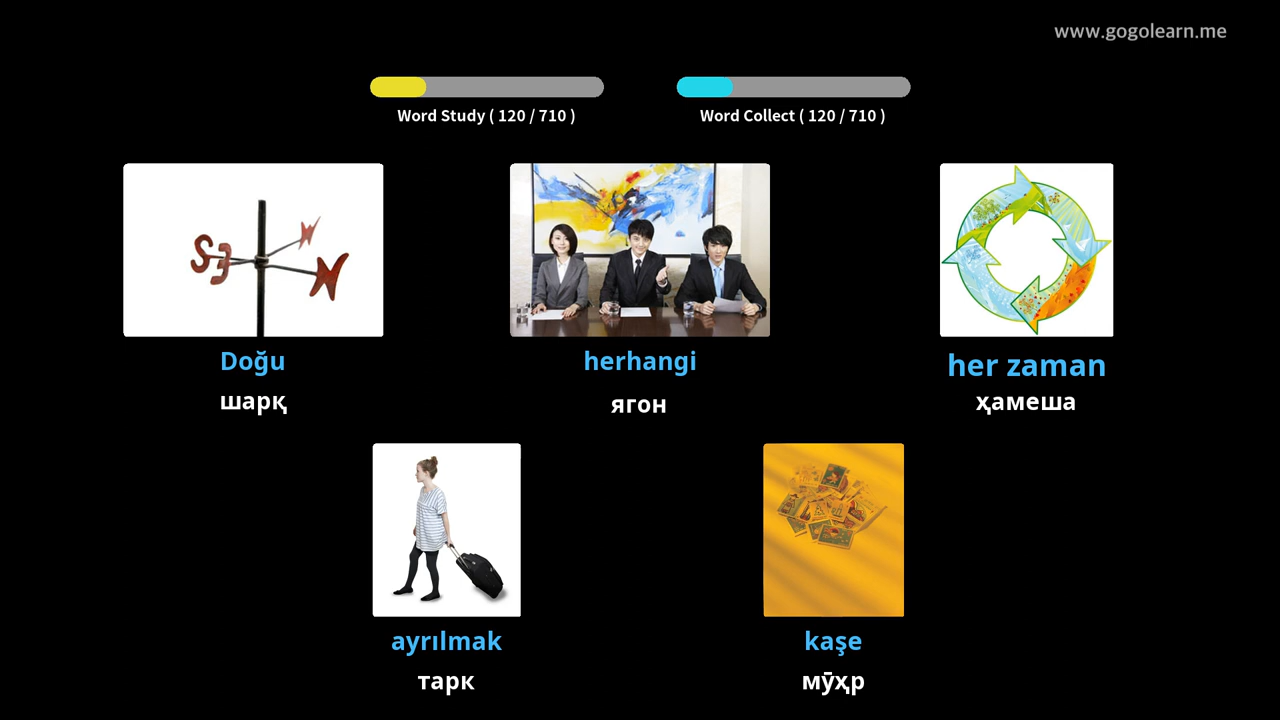 www.gogolearn.me
Word Study ( 120 / 710 )
Word Collect ( 120 / 710 )
Doğu
шарқ
herhangi
ягон
her zaman
ҳамеша
ayrılmak
тарк
kaşe
мӯҳр